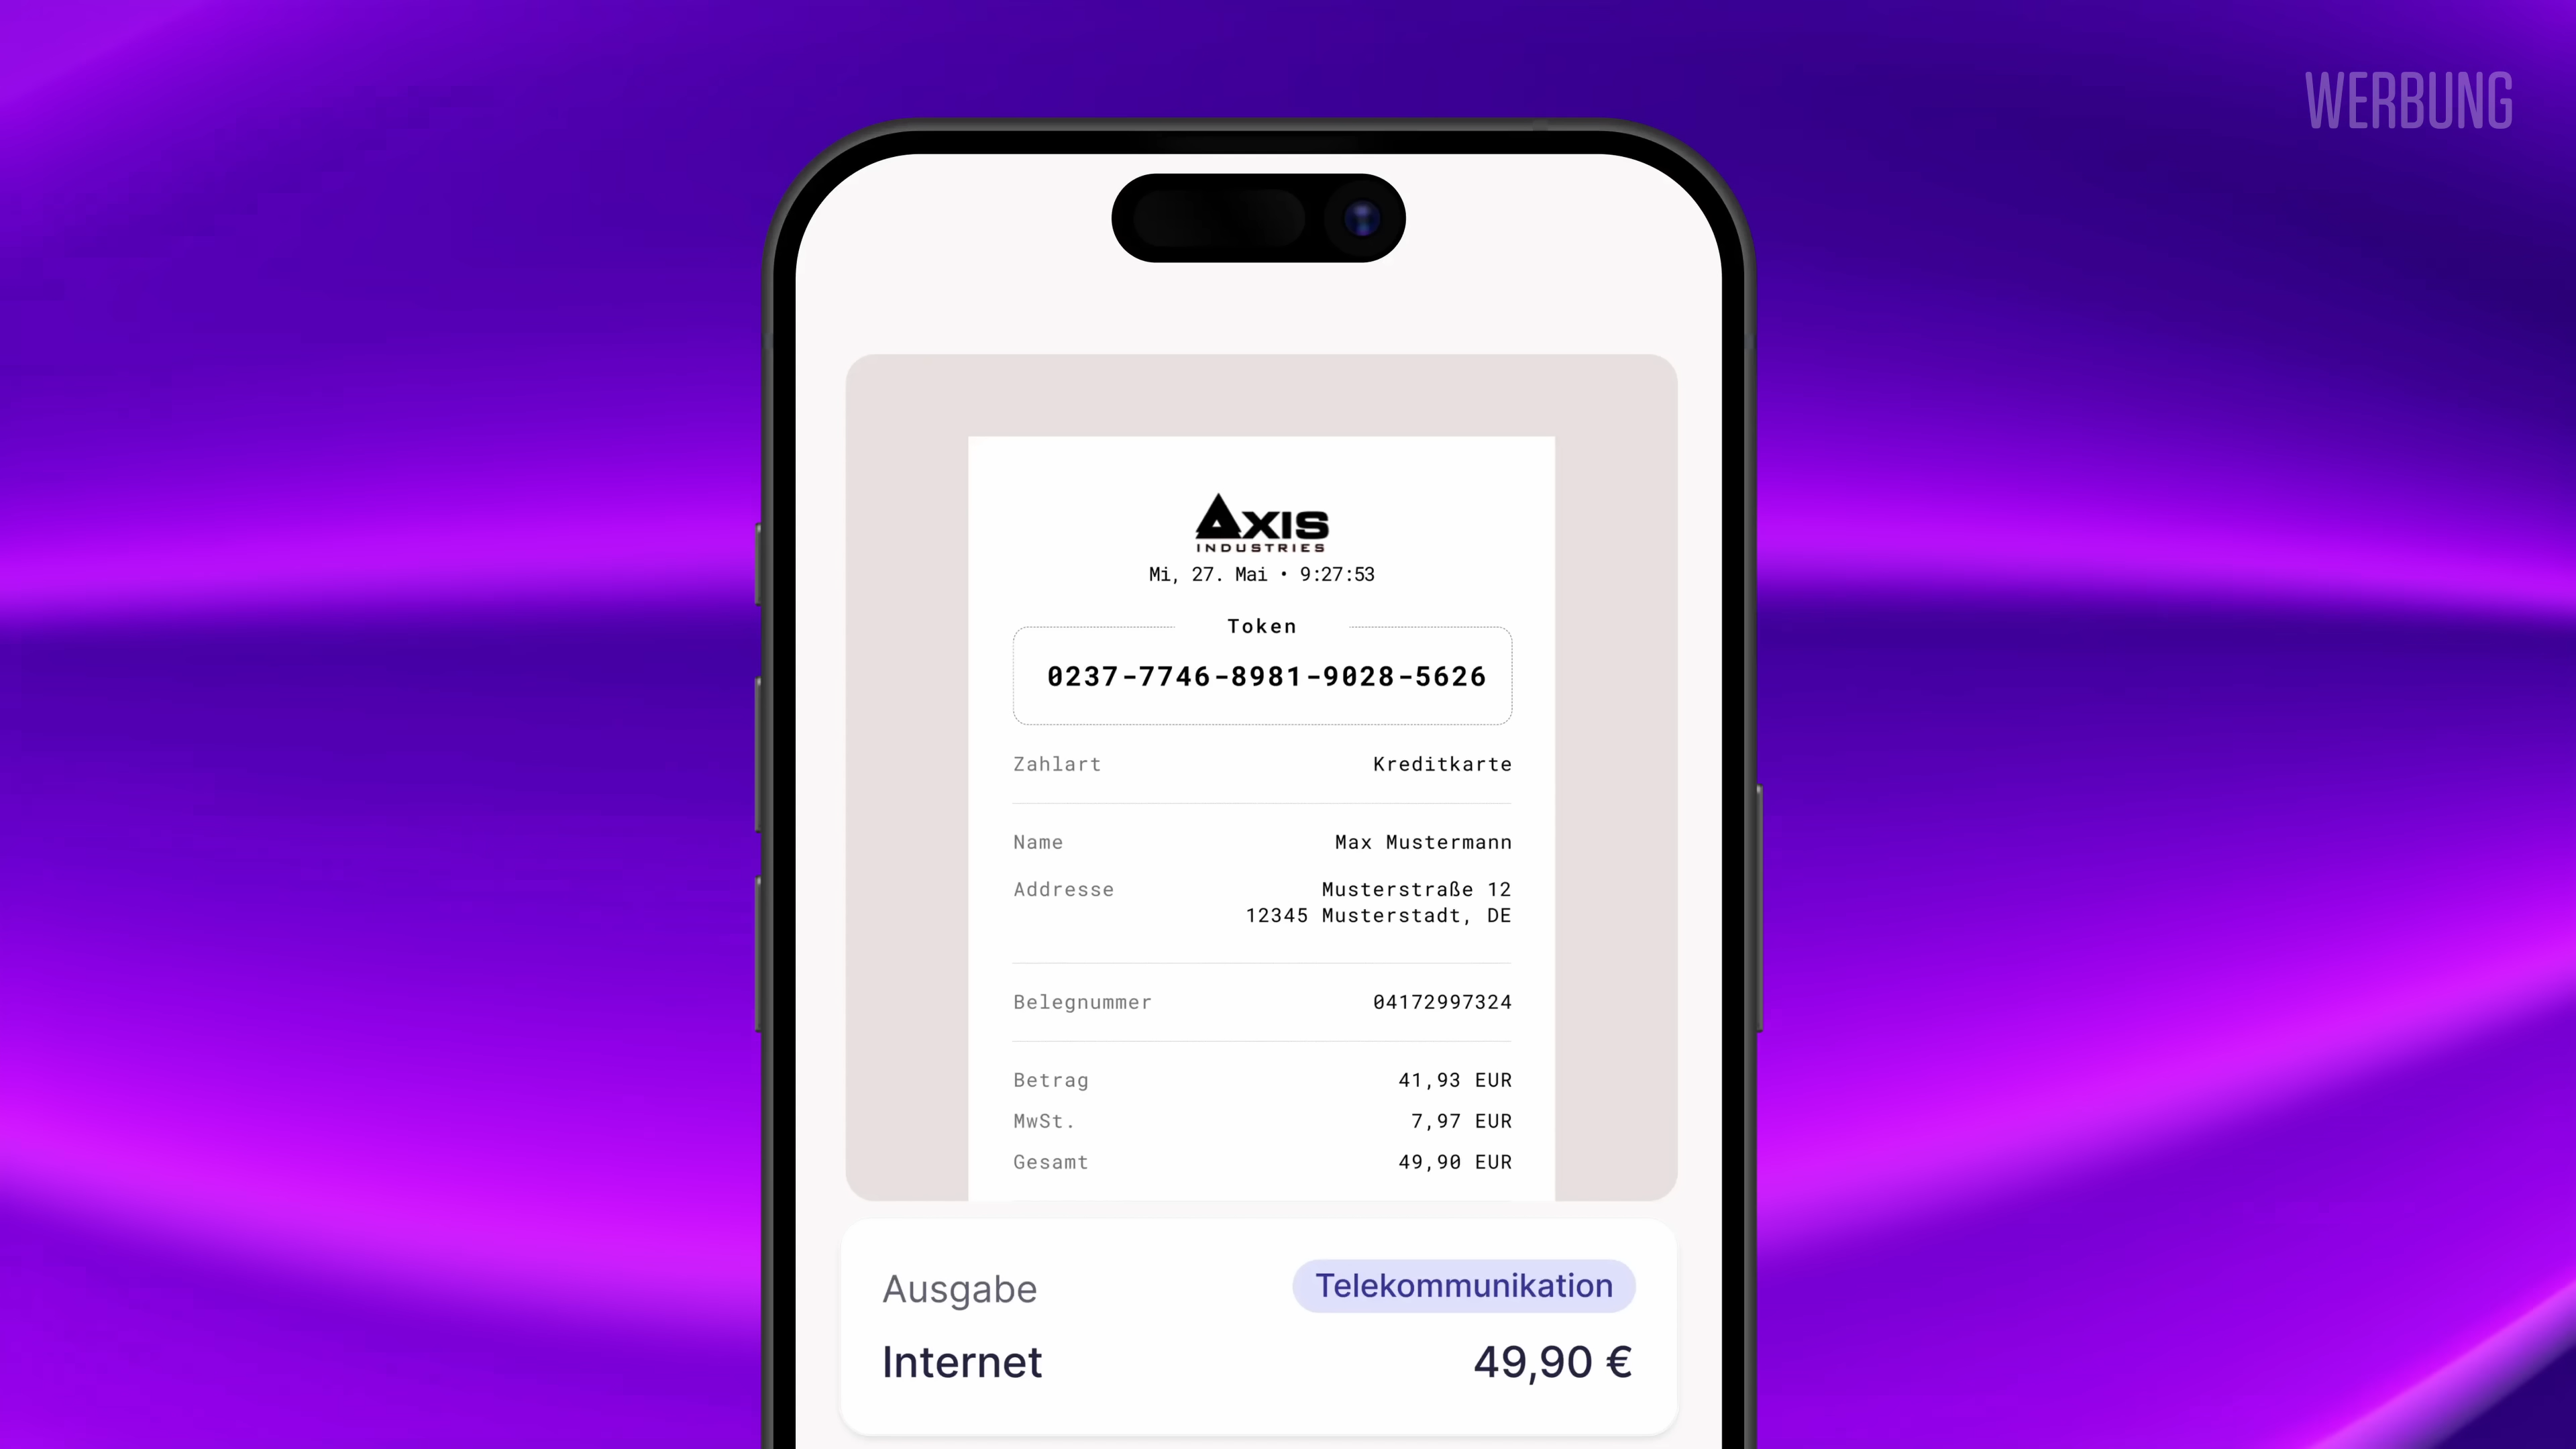 WERBUNG
AXIS
INDUSTRIES
Mi, 27. Mai • 9:27:53
Token
0237-7746-8981-9028-5626
Zahlart Kreditkarte
Name Max Mustermann
Addresse Musterstraße 12
12345 Musterstadt, DE
Belegnummer 04172997324
Betrag 41,93 EUR
MwSt. 7,97 EUR
Gesamt 49,90 EUR
Ausgabe Telekommunikation
Internet 49,90 €